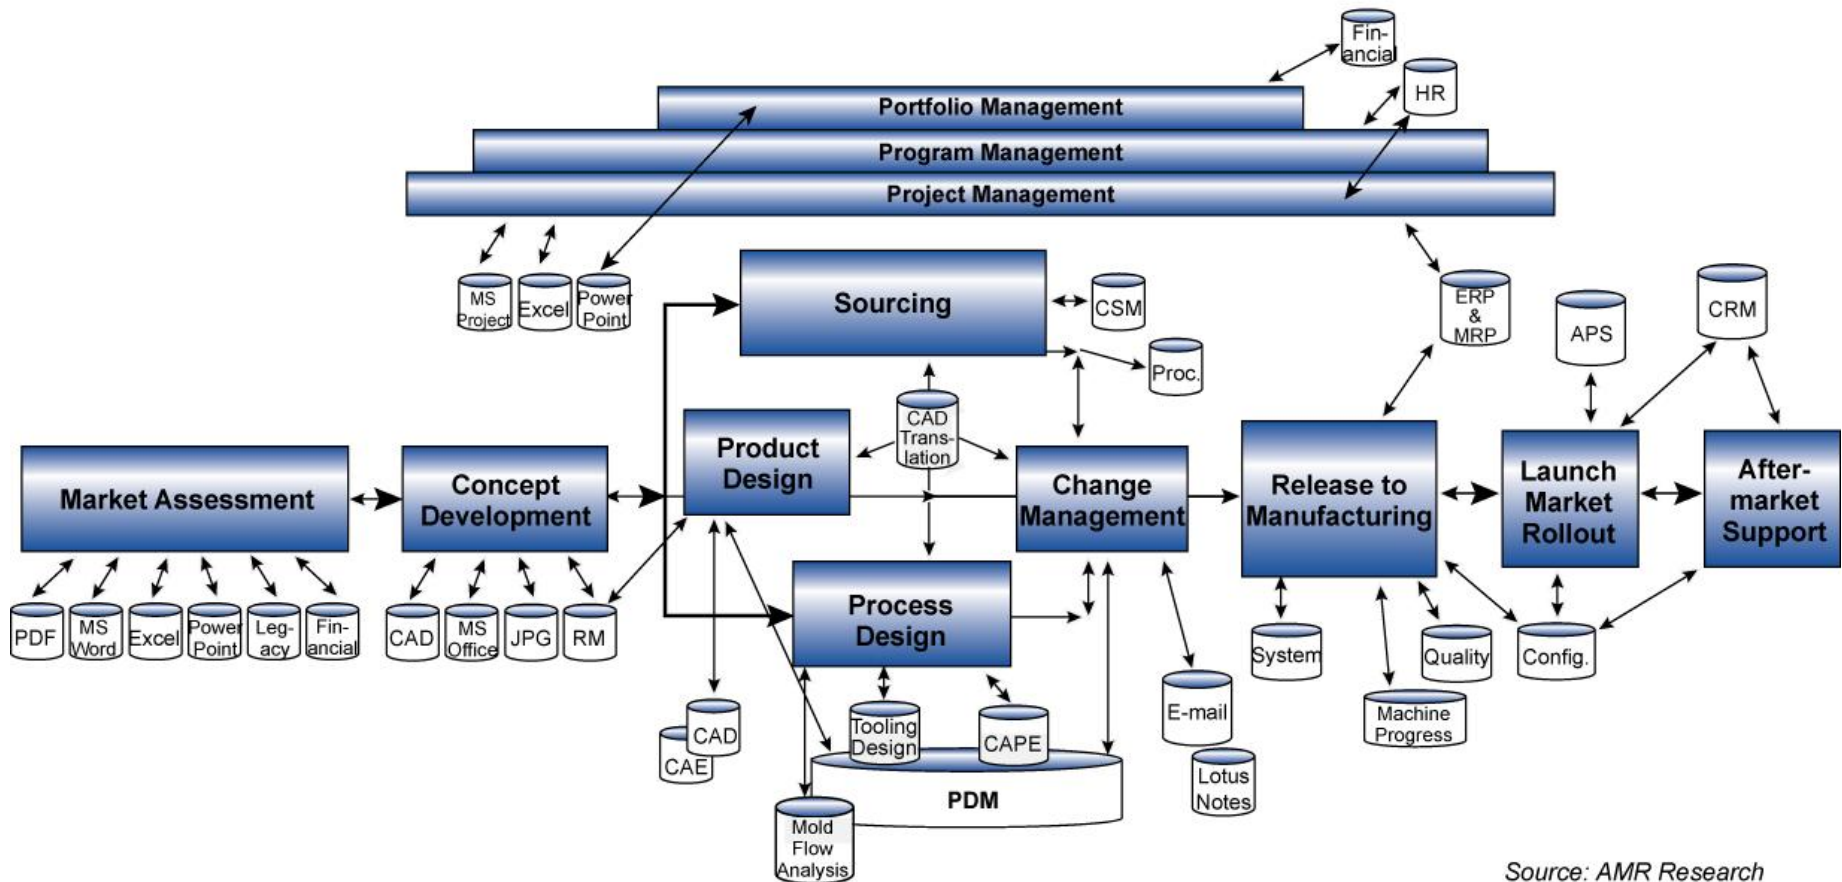 Fin-
ancial
HR
Portfolio Management
Program Management
Project Management
MS
Project
Excel
Power
Point
Sourcing
CSM
Proc.
ERP
&
MRP
APS
CRM
CAD
Trans-
lation
Market Assessment
Concept
Development
Product
Design
Change
Management
Release to
Manufacturing
Launch
Market
Rollout
After-
market
Support
PDF
MS
Word
Excel
Power
Point
Leg-
acy
Fin-
ancial
CAD
MS
Office
JPG
RM
Process
Design
System
Quality
Config.
Machine
Progress
CAD
CAE
Tooling
Design
CAPE
E-mail
Lotus
Notes
PDM
Mold
Flow
Analysis
Source: AMR Research